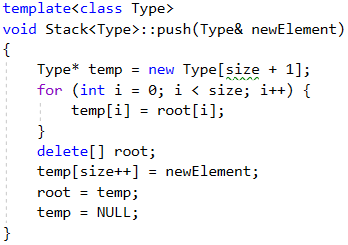 template<class Type>
void Stack<Type>::push(Type& newElement)
{
    Type* temp = new Type[size + 1];
    for (int i = 0; i < size; i++) {
        temp[i] = root[i];
    }
    delete[] root;
    temp[size++] = newElement;
    root = temp;
    temp = NULL;
}